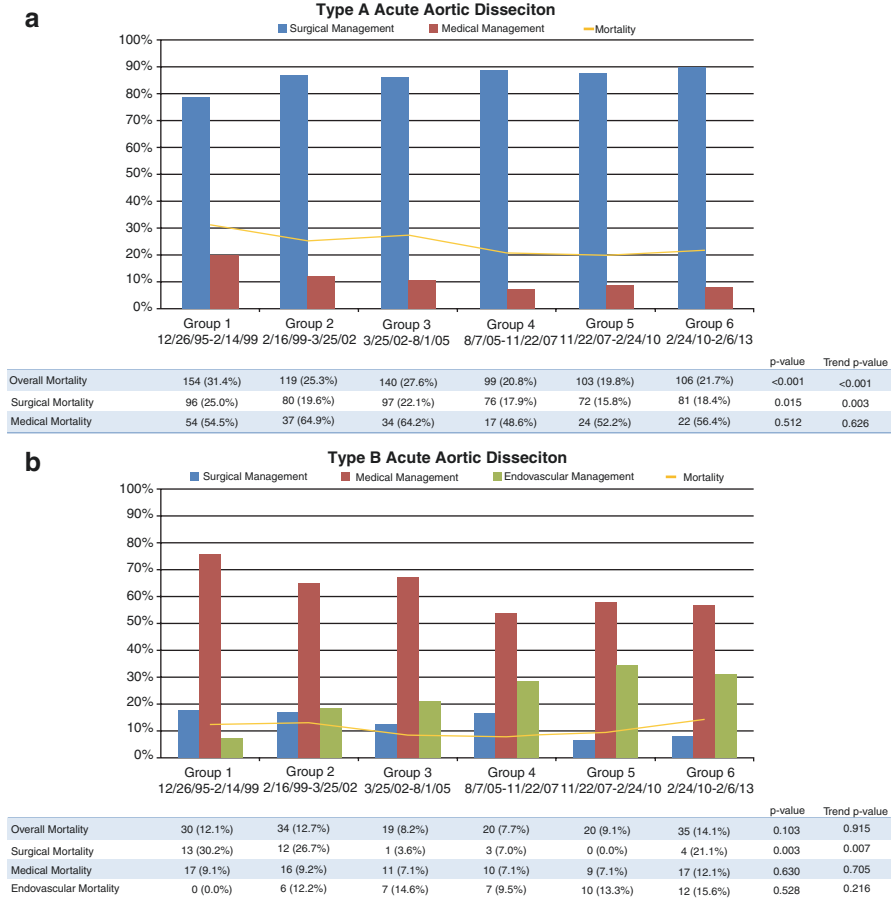 a
Type A Acute Aortic Disseciton
Surgical Management Medical Management Mortality
100%
90%
80%
70%
60%
50%
40%
30%
20%
10%
0%
Group 1 Group 2 Group 3 Group 4 Group 5 Group 6
12/26/95-2/14/99 2/16/99-3/25/02 3/25/02-8/1/05 8/7/05-11/22/07 11/22/07-2/24/10 2/24/10-2/6/13
p-value Trend p-value
Overall Mortality 154 (31.4%) 119 (25.3%) 140 (27.6%) 99 (20.8%) 103 (19.8%) 106 (21.7%) <0.001 <0.001
Surgical Mortality 96 (25.0%) 80 (19.6%) 97 (22.1%) 76 (17.9%) 72 (15.8%) 81 (18.4%) 0.015 0.003
Medical Mortality 54 (54.5%) 37 (64.9%) 34 (64.2%) 17 (48.6%) 24 (52.2%) 22 (56.4%) 0.512 0.626
b
Type B Acute Aortic Disseciton
Surgical Management Medical Management Endovascular Management Mortality
100%
90%
80%
70%
60%
50%
40%
30%
20%
10%
0%
Group 1 Group 2 Group 3 Group 4 Group 5 Group 6
12/26/95-2/14/99 2/16/99-3/25/02 3/25/02-8/1/05 8/7/05-11/22/07 11/22/07-2/24/10 2/24/10-2/6/13
p-value Trend p-value
Overall Mortality 30 (12.1%) 34 (12.7%) 19 (8.2%) 20 (7.7%) 20 (9.1%) 35 (14.1%) 0.103 0.915
Surgical Mortality 13 (30.2%) 12 (26.7%) 1 (3.6%) 3 (7.0%) 0 (0.0%) 4 (21.1%) 0.003 0.007
Medical Mortality 17 (9.1%) 16 (9.2%) 11 (7.1%) 10 (7.1%) 9 (7.1%) 17 (12.1%) 0.630 0.705
Endovascular Mortality 0 (0.0%) 6 (12.2%) 7 (14.6%) 7 (9.5%) 10 (13.3%) 12 (15.6%) 0.528 0.216